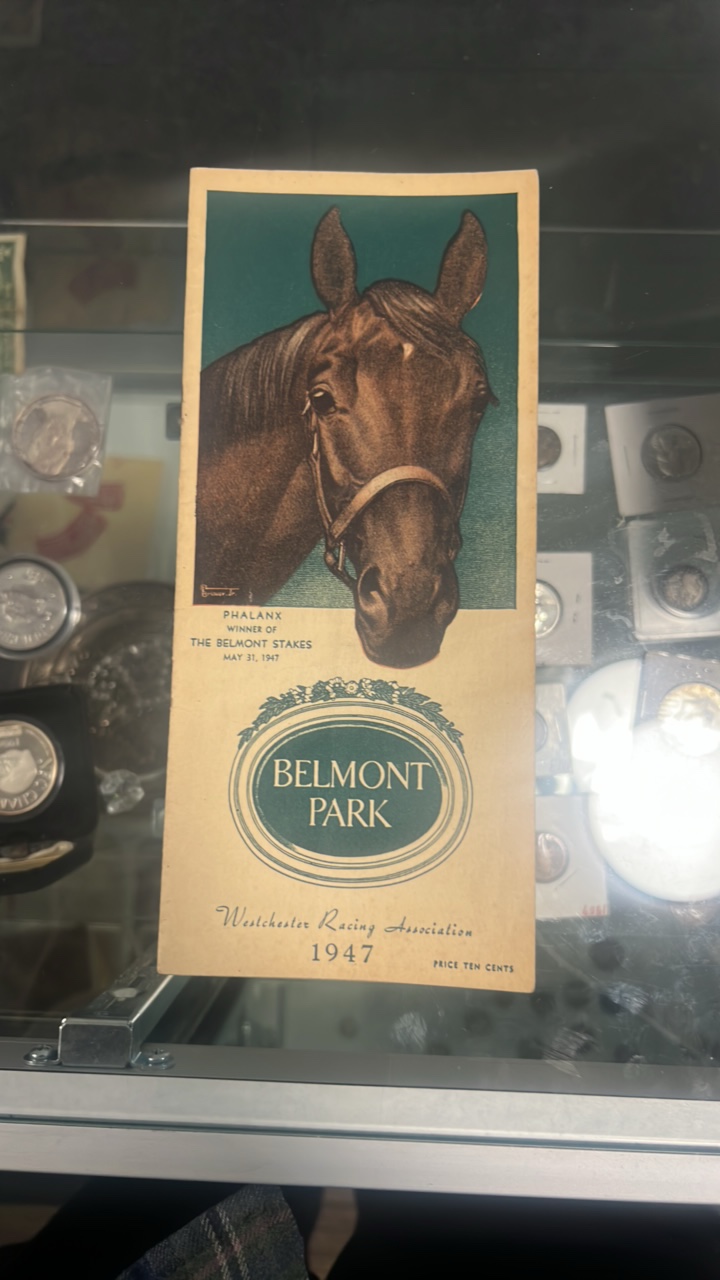 PHALANX
WINNER OF
THE BELMONT STAKES
MAY 31, 1947
BELMONT
PARK
Westchester Racing Association
1947
PRICE TEN CENTS